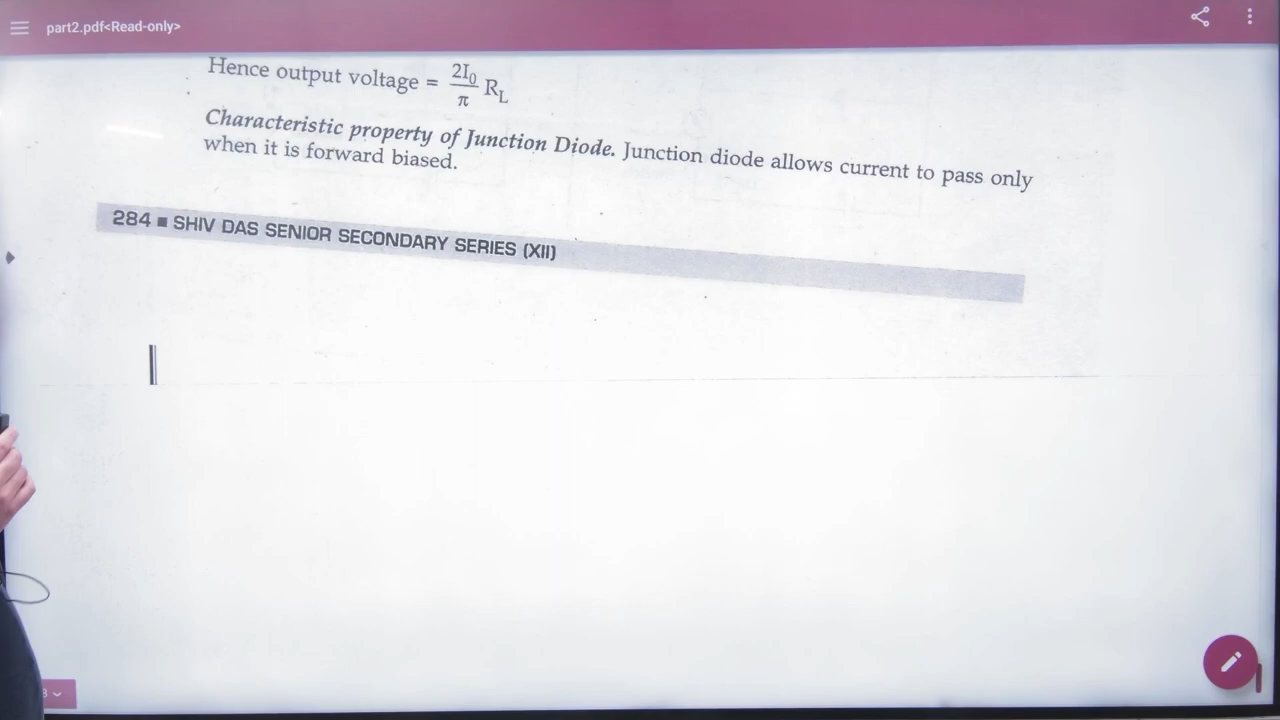 part2.pdf<Read-only>
Hence output voltage = 2I₀/π R_L
Characteristic property of Junction Diode. Junction diode allows current to pass only
when it is forward biased.
284 ■ SHIV DAS SENIOR SECONDARY SERIES (XII)